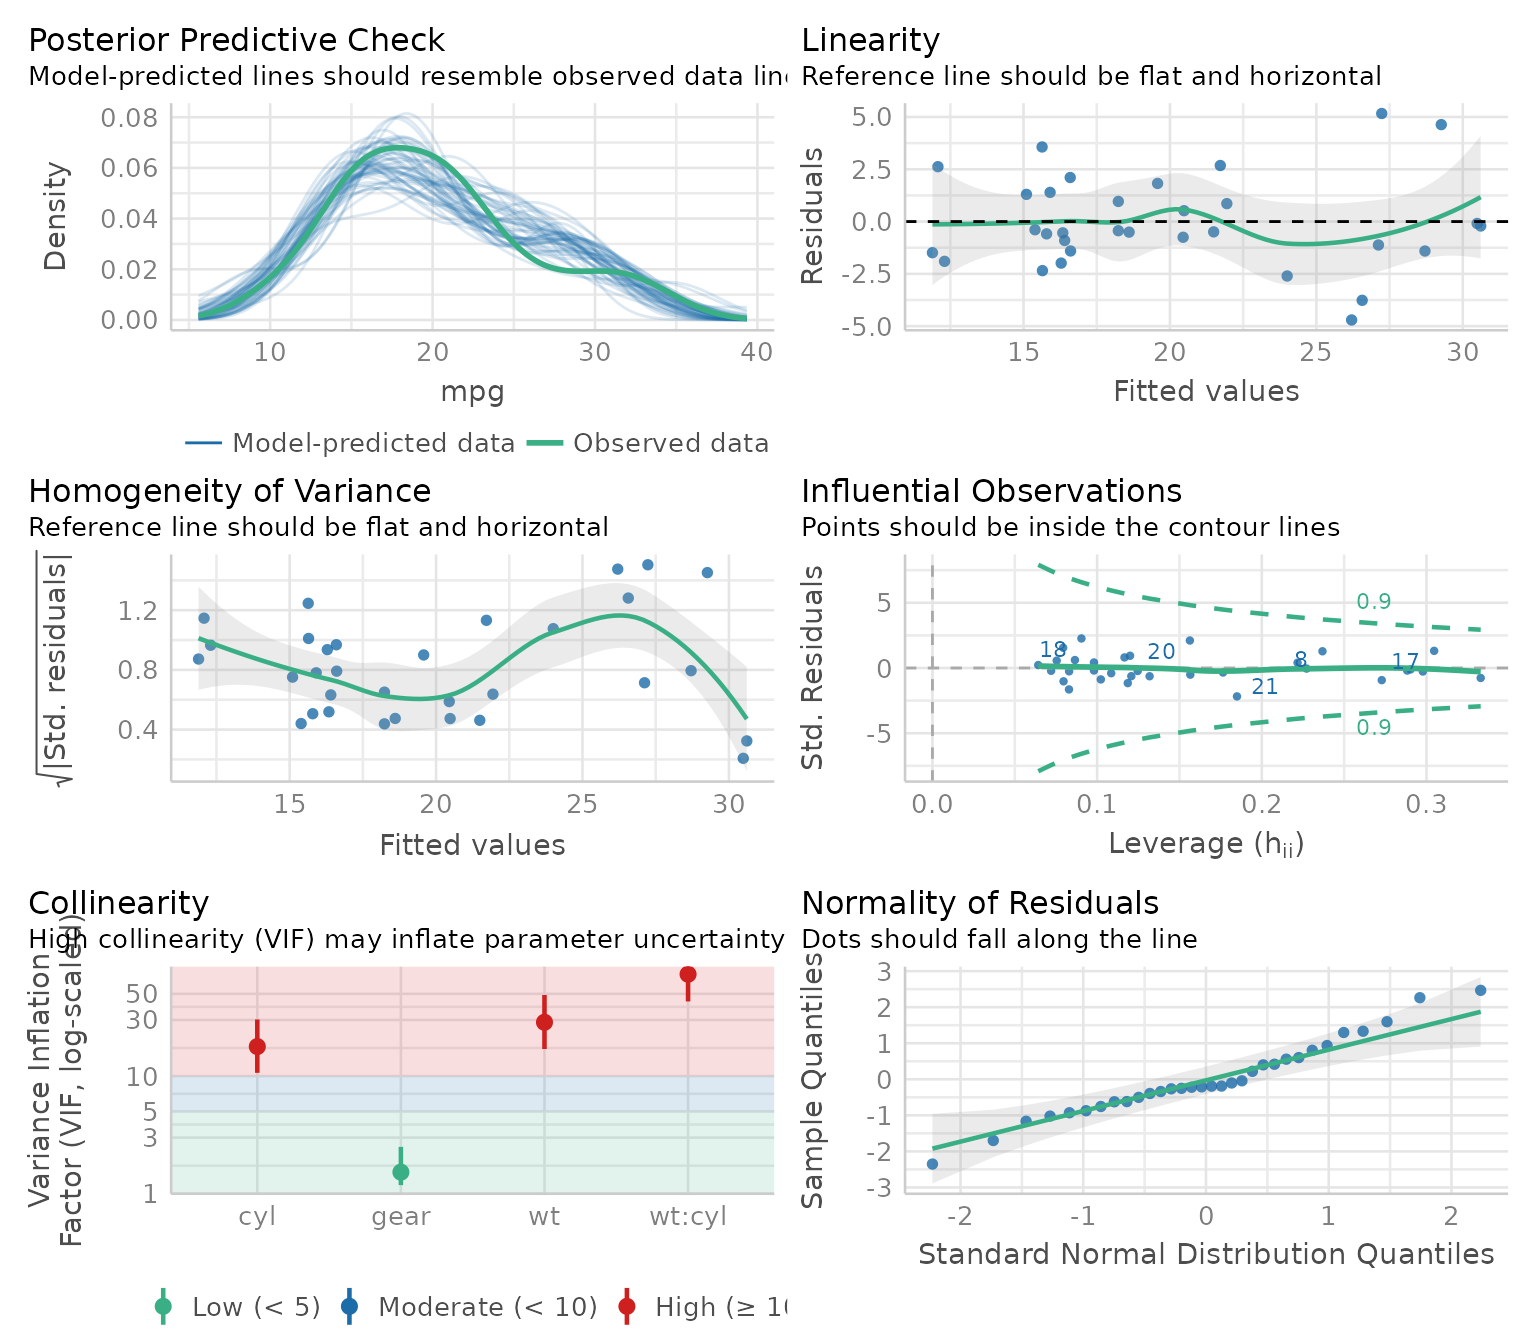 Posterior Predictive Check
Model-predicted lines should resemble observed data lin
Density
0.08
0.06
0.04
0.02
0.00
10 20 30 40
mpg
Model-predicted data Observed data
Linearity
Reference line should be flat and horizontal
Residuals
5.0
2.5
0.0
-2.5
-5.0
15 20 25 30
Fitted values
Homogeneity of Variance
Reference line should be flat and horizontal
√|Std. residuals|
1.2
0.8
0.4
15 20 25 30
Fitted values
Influential Observations
Points should be inside the contour lines
Std. Residuals
5
0
-5
0.9
18 20 8 17
21
0.9
0.0 0.1 0.2 0.3
Leverage (hii)
Collinearity
High collinearity (VIF) may inflate parameter uncertainty
Variance Inflation
Factor (VIF, log-scaled)
50
30
10
5
3
1
cyl gear wt wt:cyl
Low (< 5) Moderate (< 10) High (≥ 10
Normality of Residuals
Dots should fall along the line
Sample Quantiles
3
2
1
0
-1
-2
-3
-2 -1 0 1 2
Standard Normal Distribution Quantiles